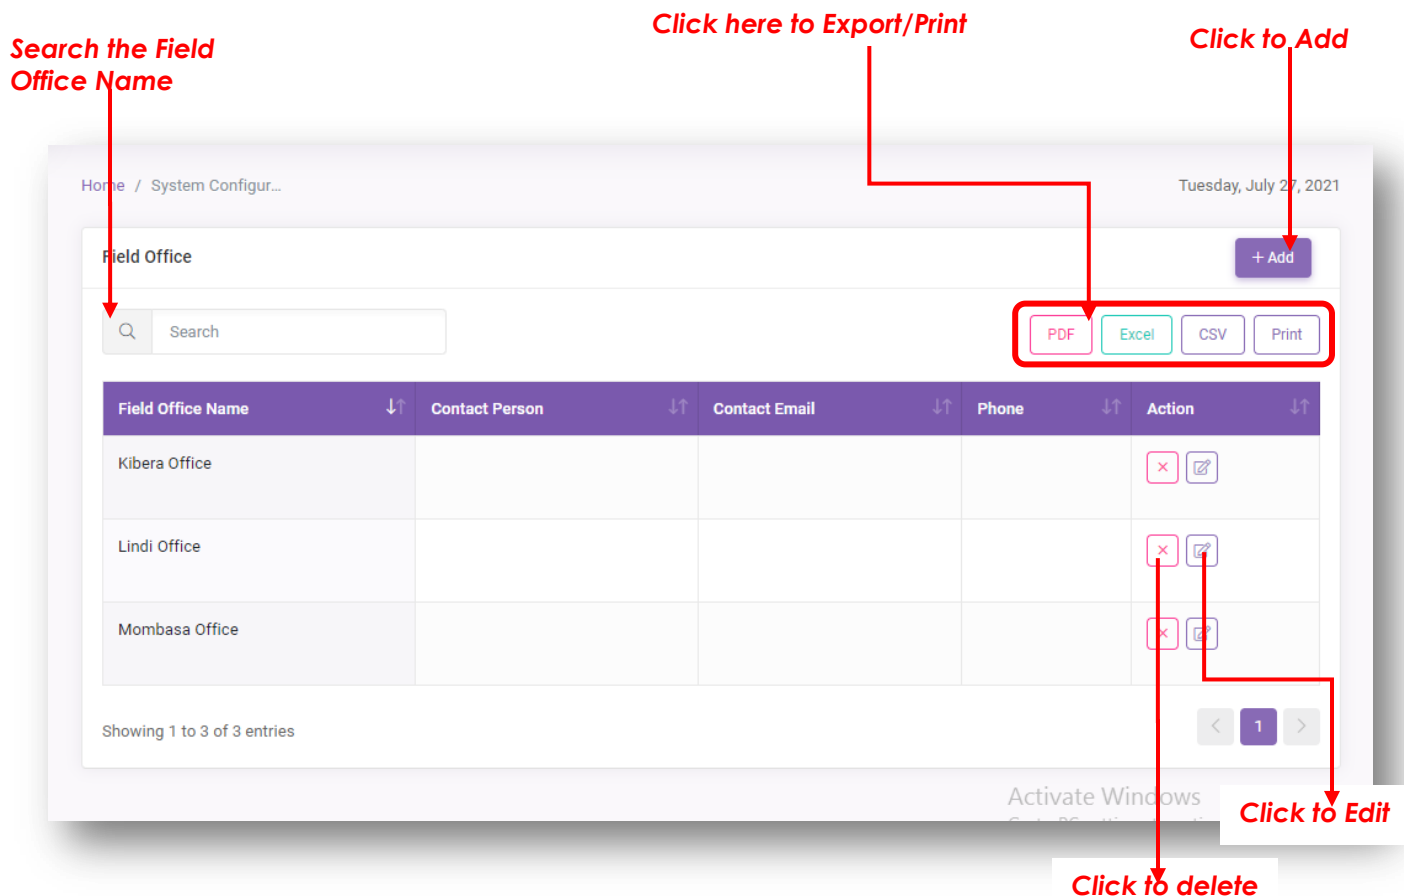 Click here to Export/Print
Search the Field
Office Name
Click to Add
Home / System Configur...
Tuesday, July 27, 2021
Field Office
+ Add
Search
PDF Excel CSV Print
Field Office Name Contact Person Contact Email Phone Action
Kibera Office
Lindi Office
Mombasa Office
Showing 1 to 3 of 3 entries
< 1 >
Activate Windows
Click to Edit
Click to delete